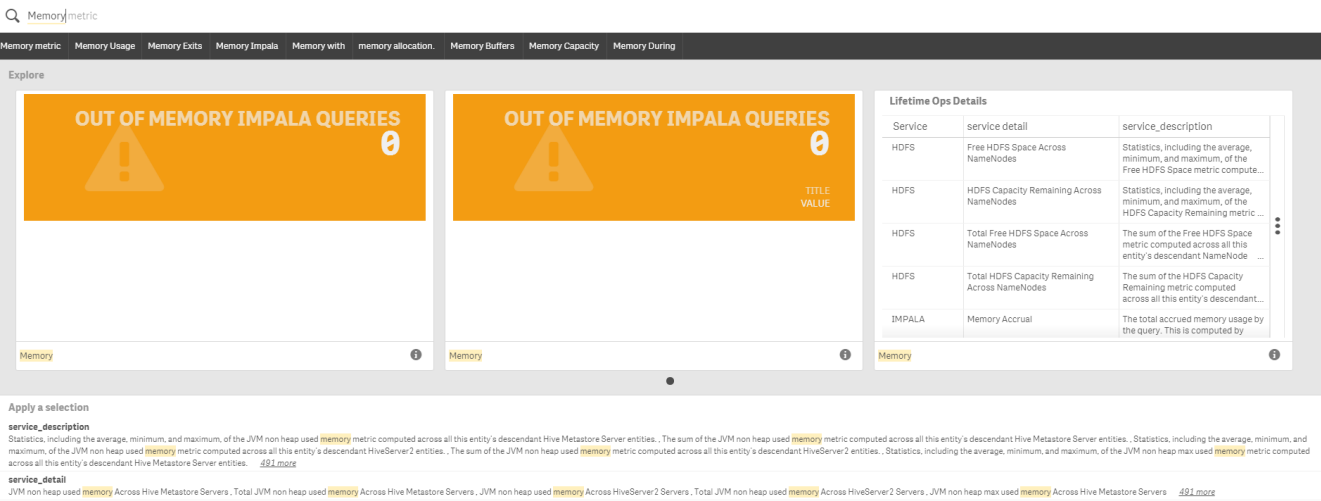 Memory metric
Memory metric Memory Usage Memory Exits Memory Impala Memory with memory allocation. Memory Buffers Memory Capacity Memory During
Explore
OUT OF MEMORY IMPALA QUERIES
0
Memory
OUT OF MEMORY IMPALA QUERIES
0
TITLE
VALUE
Memory
Lifetime Ops Details
Service service detail service_description
HDFS Free HDFS Space Across Statistics, including the average,
NameNodes minimum, and maximum, of the
Free HDFS Space metric compute...
HDFS HDFS Capacity Remaining Across Statistics, including the average,
NameNodes minimum, and maximum, of the
HDFS Capacity Remaining metric ...
HDFS Total Free HDFS Space Across The sum of the Free HDFS Space
NameNodes metric computed across all this
entity's descendant NameNode ...
HDFS Total HDFS Capacity Remaining The sum of the HDFS Capacity
Across NameNodes Remaining metric computed
across all this entity's descendant...
IMPALA Memory Accrual The total accrued memory usage by
the query. This is computed by
Memory
Apply a selection
service_description
Statistics, including the average, minimum, and maximum, of the JVM non heap used memory metric computed across all this entity's descendant Hive Metastore Server entities. , The sum of the JVM non heap used memory metric computed across all this entity's descendant Hive Metastore Server entities. , Statistics, including the average, minimum, and
maximum, of the JVM non heap used memory metric computed across all this entity's descendant HiveServer2 entities. , The sum of the JVM non heap used memory metric computed across all this entity's descendant HiveServer2 entities. , Statistics, including the average, minimum, and maximum, of the JVM non heap max used memory metric computed
across all this entity's descendant Hive Metastore Server entities. 491 more
service_detail
JVM non heap used memory Across Hive Metastore Servers , Total JVM non heap used memory Across Hive Metastore Servers , JVM non heap used memory Across HiveServer2 Servers , Total JVM non heap used memory Across HiveServer2 Servers , JVM non heap max used memory Across Hive Metastore Servers 491 more